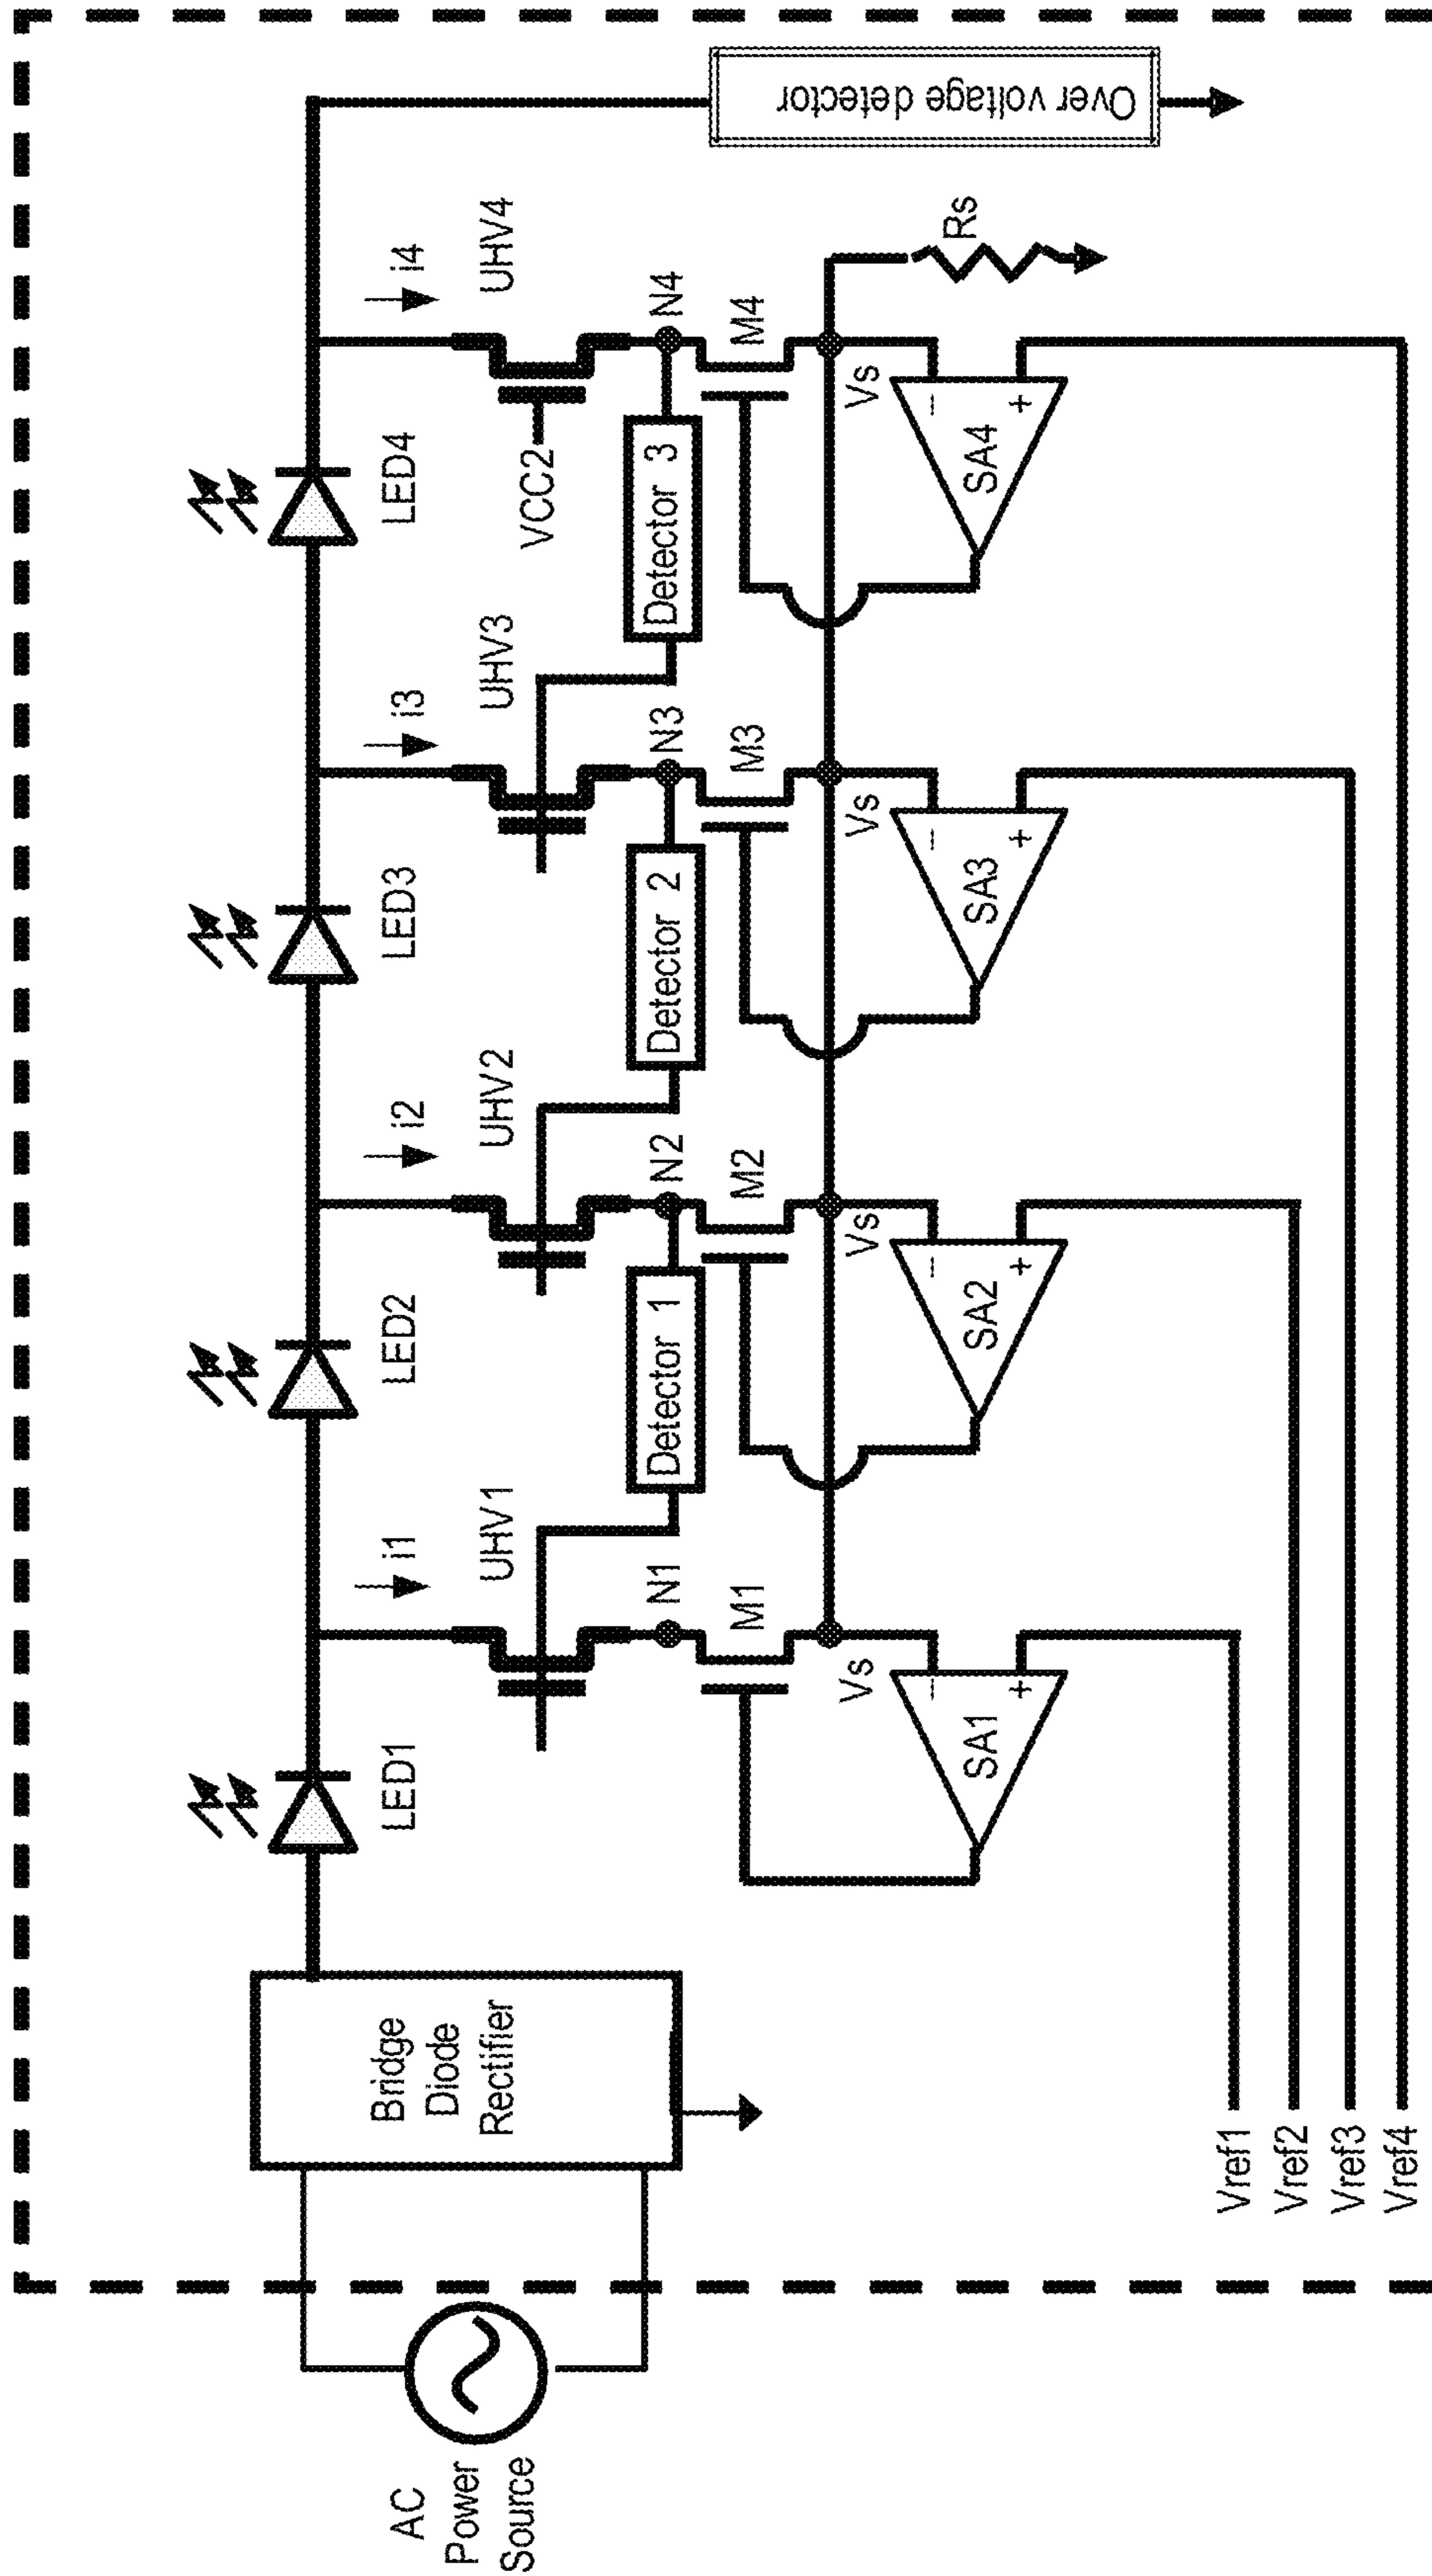 AC
Power
Source
Bridge
Diode
Rectifier
LED1
LED2
LED3
LED4
i1
i2
i3
i4
UHV1
UHV2
UHV3
UHV4
VCC2
Detector 1
Detector 2
Detector 3
Over voltage detector
N1
N2
N3
N4
M1
M2
M3
M4
Vs
Vs
Vs
Vs
Rs
−
+
SA1
−
+
SA2
−
+
SA3
−
+
SA4
Vref1
Vref2
Vref3
Vref4